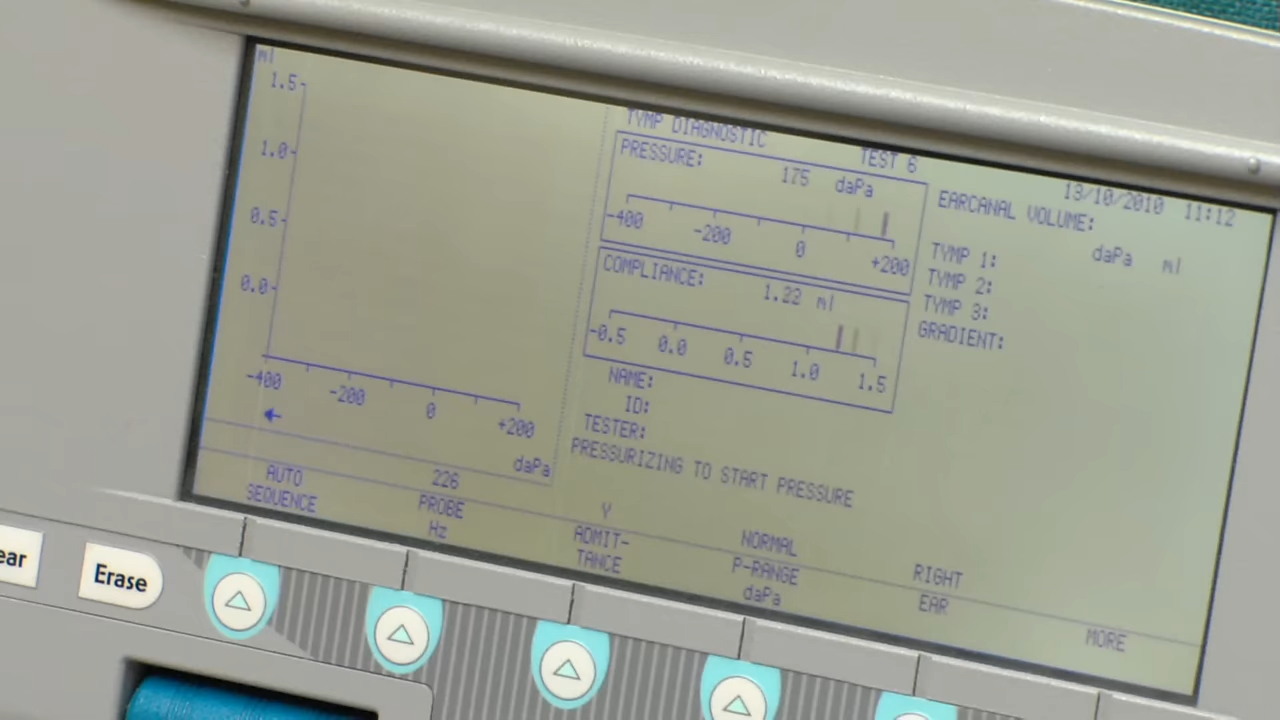 ml
1.5
1.0
0.5
0.0
-400 -200 0 +200
daPa
TYMP DIAGNOSTIC TEST 6 13/10/2010 11:12
PRESSURE: 175 daPa
-400 -200 0 +200
COMPLIANCE: 1.22 ml
-0.5 0.0 0.5 1.0 1.5
EARCANAL VOLUME:
daPa ml
TYMP 1:
TYMP 2:
TYMP 3:
GRADIENT:
NAME:
ID:
TESTER:
PRESSURIZING TO START PRESSURE
AUTO
SEQUENCE
226
PROBE
Hz
Y
ADMIT-
TANCE
NORMAL
P-RANGE
daPa
RIGHT
EAR
MORE
ear
Erase